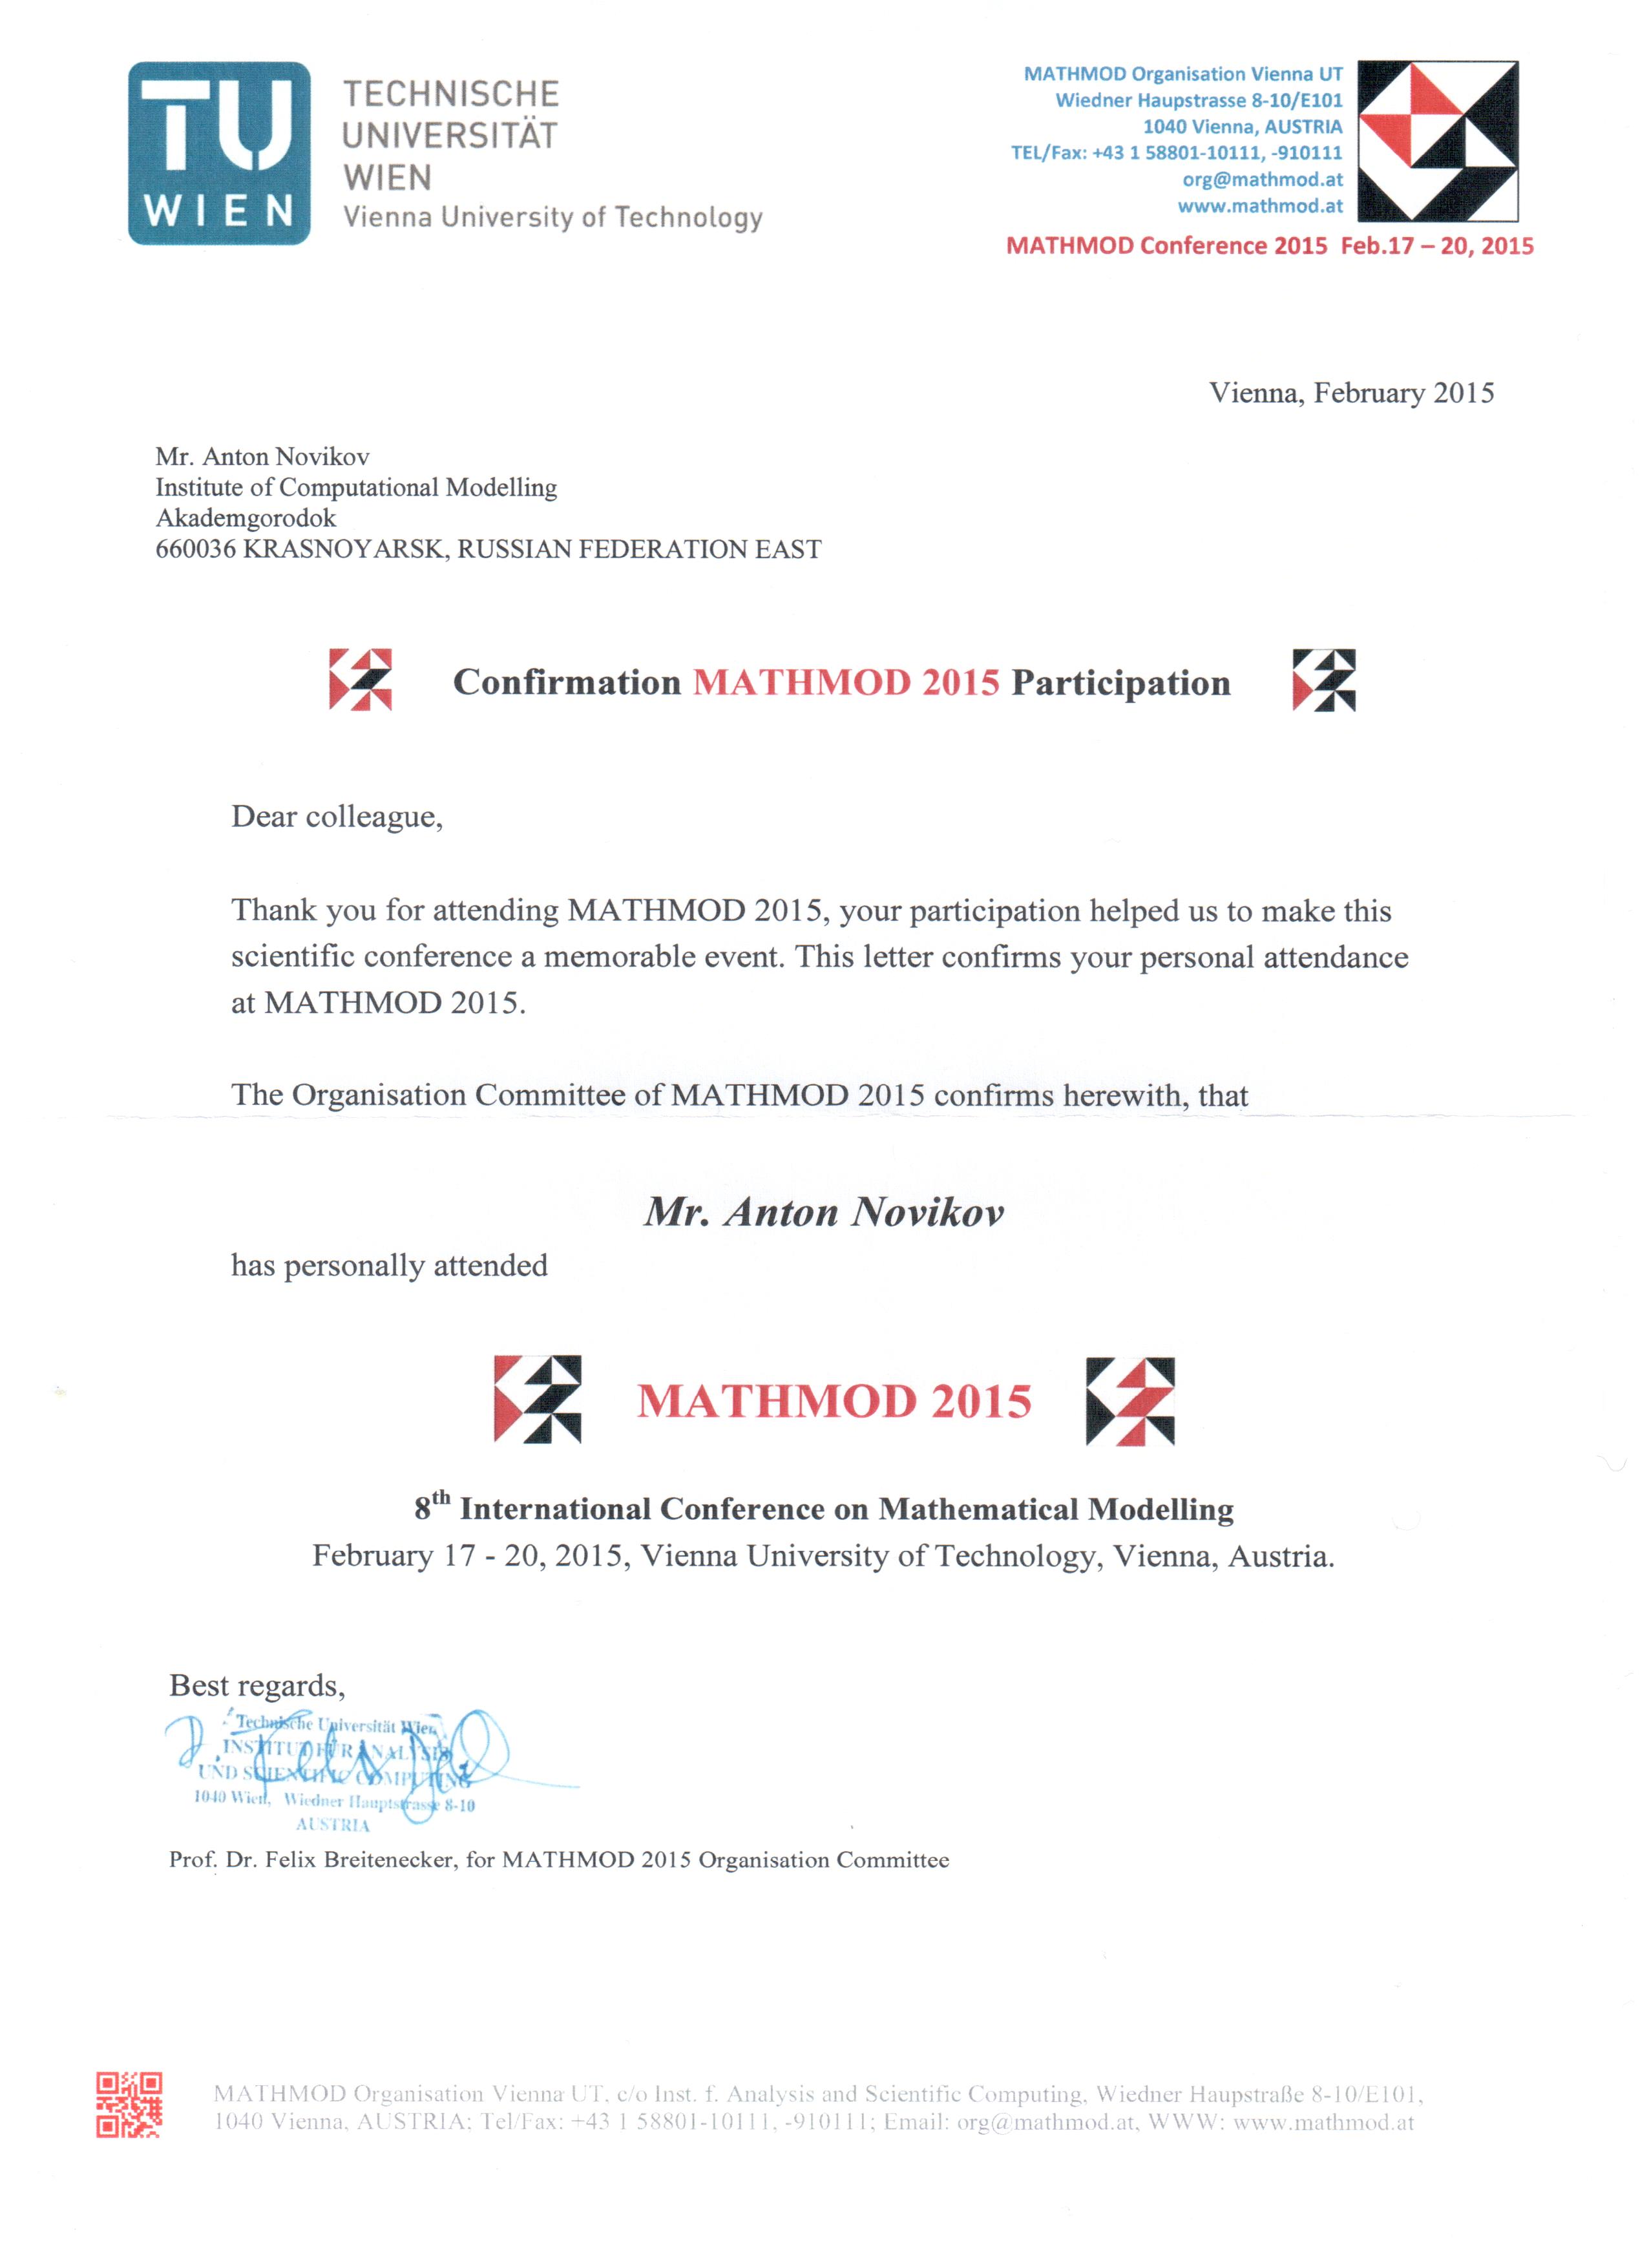 TU
WIEN
TECHNISCHE
UNIVERSITÄT
WIEN
Vienna University of Technology
MATHMOD Organisation Vienna UT
Wiedner Haupstrasse 8-10/E101
1040 Vienna, AUSTRIA
TEL/Fax: +43 1 58801-10111, -910111
org@mathmod.at
www.mathmod.at
MATHMOD Conference 2015 Feb.17 – 20, 2015
Vienna, February 2015
Mr. Anton Novikov
Institute of Computational Modelling
Akademgorodok
660036 KRASNOYARSK, RUSSIAN FEDERATION EAST
Confirmation MATHMOD 2015 Participation
Dear colleague,
Thank you for attending MATHMOD 2015, your participation helped us to make this
scientific conference a memorable event. This letter confirms your personal attendance
at MATHMOD 2015.
The Organisation Committee of MATHMOD 2015 confirms herewith, that
Mr. Anton Novikov
has personally attended
MATHMOD 2015
8th International Conference on Mathematical Modelling
February 17 - 20, 2015, Vienna University of Technology, Vienna, Austria.
Best regards,
Technische Universität Wien
INSTITUT FÜR ANALYSIS
UND SCIENTIFIC COMPUTING
1040 Wien, Wiedner Hauptstrasse 8-10
AUSTRIA
Prof. Dr. Felix Breitenecker, for MATHMOD 2015 Organisation Committee
MATHMOD Organisation Vienna UT, c/o Inst. f. Analysis and Scientific Computing, Wiedner Haupstraße 8-10/E101,
1040 Vienna, AUSTRIA; Tel/Fax: +43 1 58801-10111, -910111; Email: org@mathmod.at, WWW: www.mathmod.at